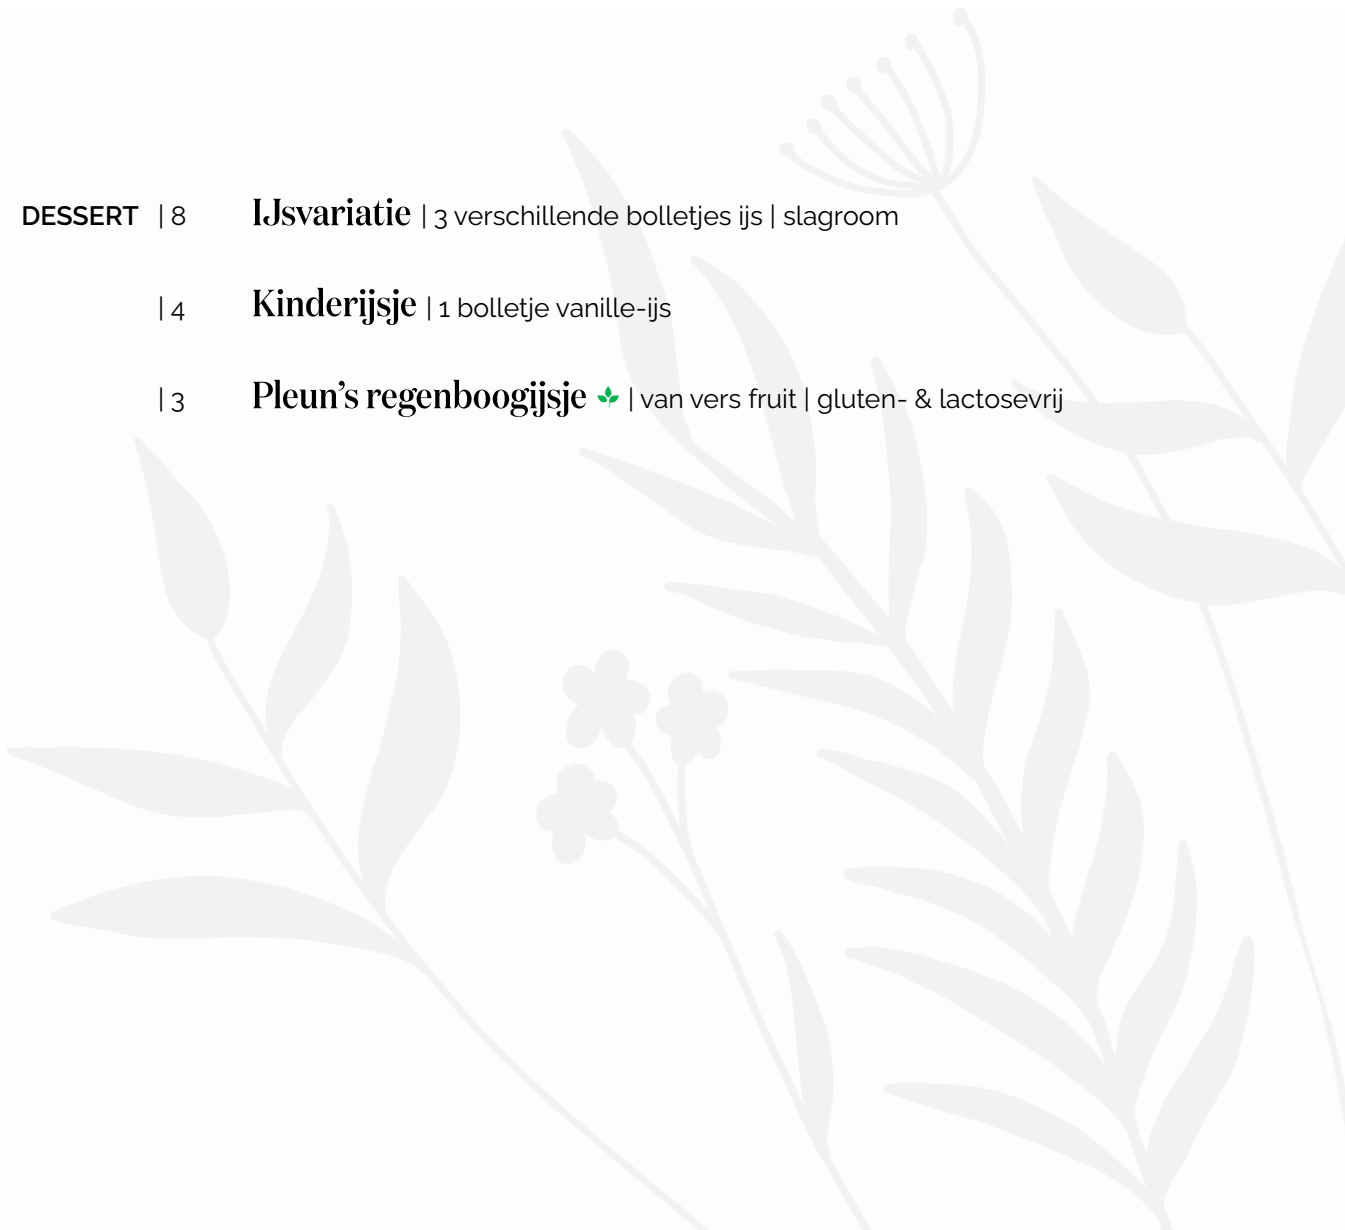 DESSERT | 8 IJsvariatie | 3 verschillende bolletjes ijs | slagroom
| 4 Kinderijsje | 1 bolletje vanille-ijs
| 3 Pleun’s regenboogijsje | van vers fruit | gluten- & lactosevrij